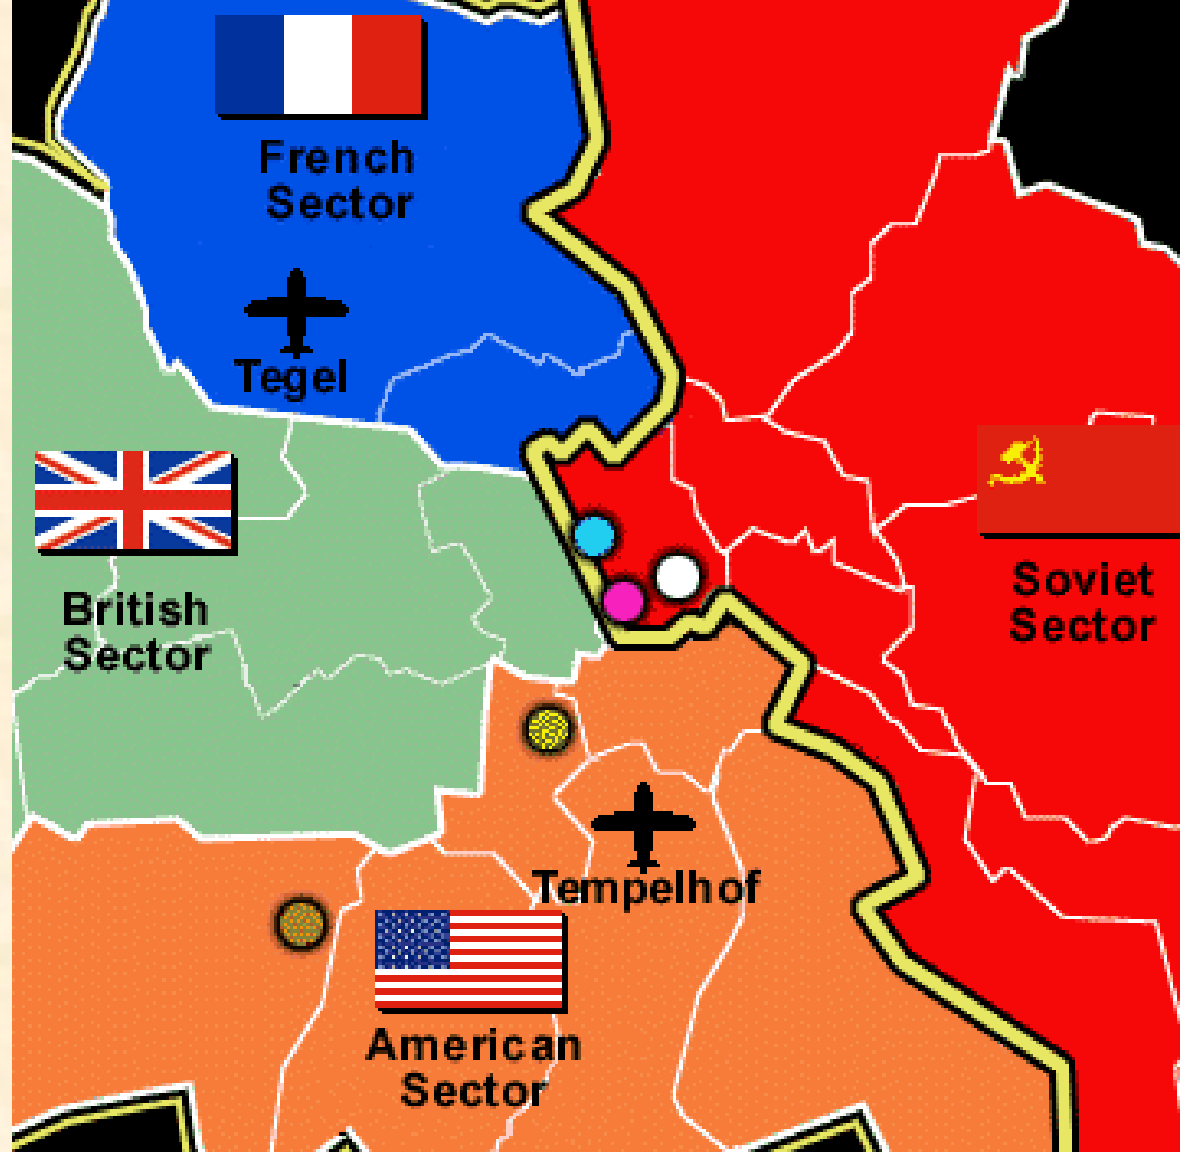 French
Sector
Tegel
British
Sector
Soviet
Sector
Tempelhof
American
Sector